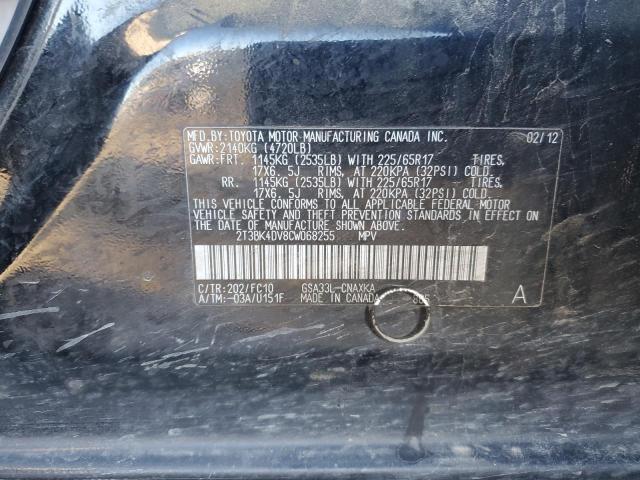 MFD.BY:TOYOTA MOTOR MANUFACTURING CANADA INC. 02/12
GVWR:2140KG (4720LB)
GAWR:FRT. 1145KG (2535LB) WITH 225/65R17 TIRES,
17X6. 5J RIMS, AT 220KPA (32PSI) COLD
RR. 1145KG (2535LB) WITH 225/65R17 TIRES,
17X6. 5J RIMS, AT 220KPA (32PSI) COLD
THIS VEHICLE CONFORMS TO ALL APPLICABLE FEDERAL MOTOR
VEHICLE SAFETY AND THEFT PREVENTION STANDARDS IN EFFECT
ON THE DATE OF MANUFACTURE SHOWN ABOVE.
2T3BK4DV8CW068255 MPV
C/TR:202/FC10 GSA33L-CNAXKA A
A/TM:-03A/U151F MADE IN CANADA